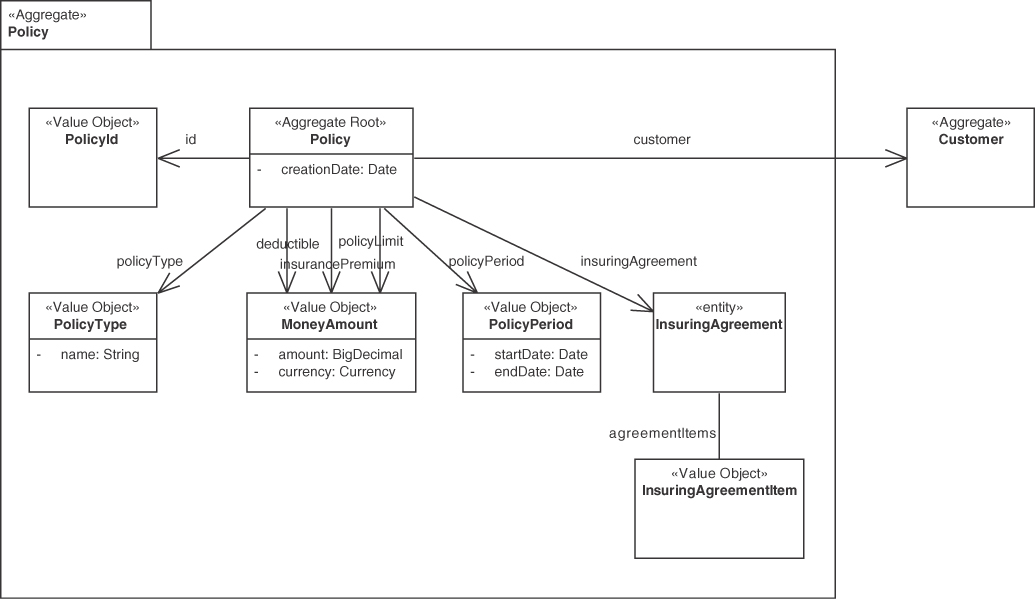 «Aggregate»
Policy
«Value Object»
PolicyId
id
«Aggregate Root»
Policy
- creationDate: Date
customer
«Aggregate»
Customer
policyType
deductible
insurancePremium
policyLimit
policyPeriod
insuringAgreement
«Value Object»
PolicyType
- name: String
«Value Object»
MoneyAmount
- amount: BigDecimal
- currency: Currency
«Value Object»
PolicyPeriod
- startDate: Date
- endDate: Date
«entity»
InsuringAgreement
agreementItems
«Value Object»
InsuringAgreementItem